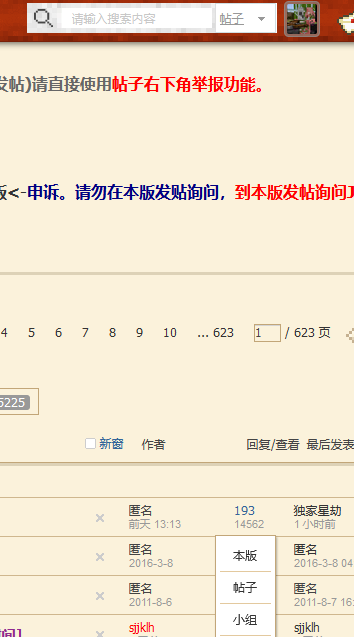 请输入搜索内容 帖子
发帖)请直接使用帖子右下角举报功能。
版<-申诉。请勿在本版发贴询问，到本版发帖询问
4 5 6 7 8 9 10 ... 623 1 / 623 页
5225
新窗 作者 回复/查看 最后发表
匿名 193 独家星劫
前天 13:13 14562 1 小时前
匿名 匿名
2016-3-8 2016-3-8 04
匿名 匿名
2011-8-6 2011-8-7 16:
sjjklh sjjklh
本版
帖子
小组